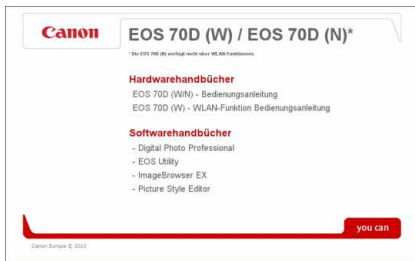 Canon
EOS 70D (W) / EOS 70D (N)*
* Die EOS 70D (N) verfügt nicht über WLAN-Funktionen.
Hardwarehandbücher
EOS 70D (W/N) - Bedienungsanleitung
EOS 70D (W) - WLAN-Funktion Bedienungsanleitung
Softwarehandbücher
- Digital Photo Professional
- EOS Utility
- ImageBrowser EX
- Picture Style Editor
you can
Canon Europe © 2013